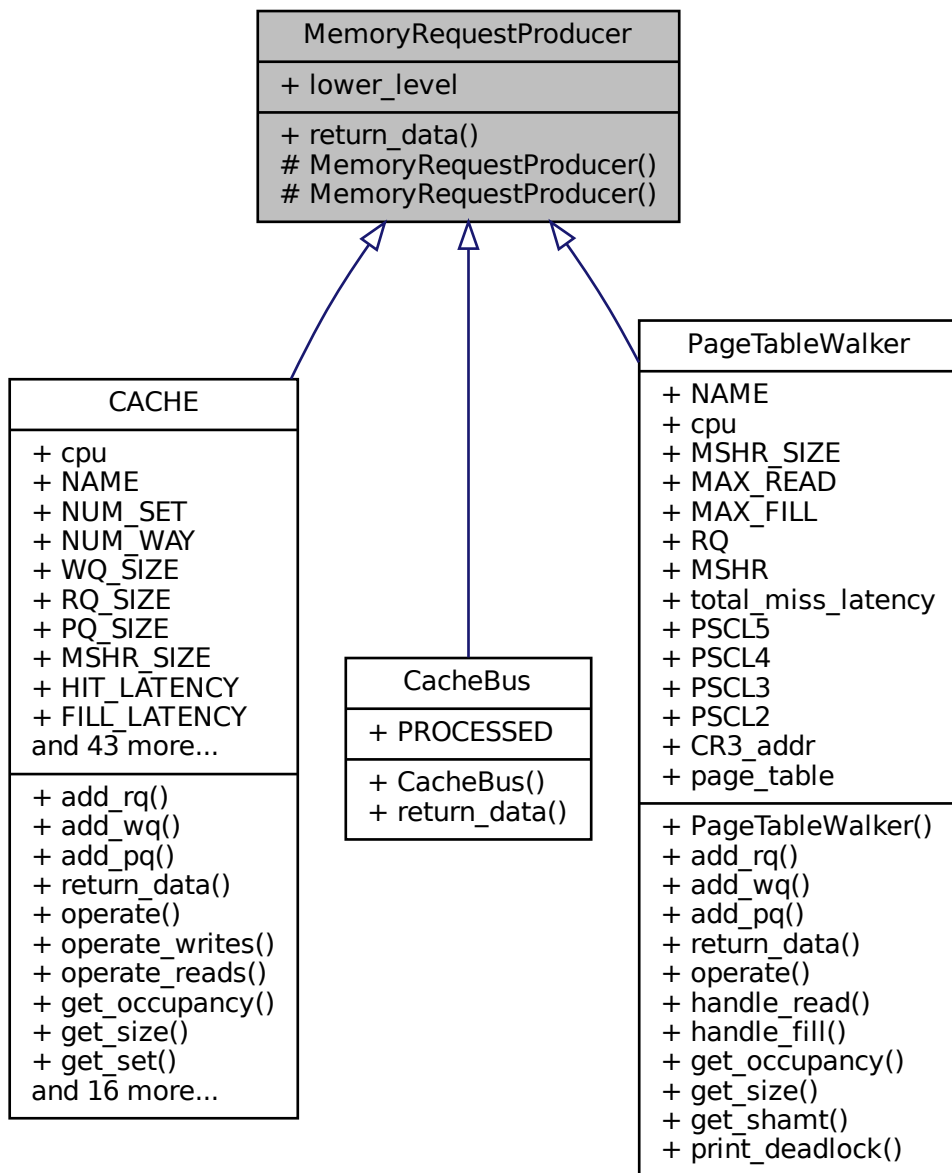 MemoryRequestProducer
+ lower_level
+ return_data()
# MemoryRequestProducer()
# MemoryRequestProducer()
CACHE
+ cpu
+ NAME
+ NUM_SET
+ NUM_WAY
+ WQ_SIZE
+ RQ_SIZE
+ PQ_SIZE
+ MSHR_SIZE
+ HIT_LATENCY
+ FILL_LATENCY
and 43 more...
+ add_rq()
+ add_wq()
+ add_pq()
+ return_data()
+ operate()
+ operate_writes()
+ operate_reads()
+ get_occupancy()
+ get_size()
+ get_set()
and 16 more...
CacheBus
+ PROCESSED
+ CacheBus()
+ return_data()
PageTableWalker
+ NAME
+ cpu
+ MSHR_SIZE
+ MAX_READ
+ MAX_FILL
+ RQ
+ MSHR
+ total_miss_latency
+ PSCL5
+ PSCL4
+ PSCL3
+ PSCL2
+ CR3_addr
+ page_table
+ PageTableWalker()
+ add_rq()
+ add_wq()
+ add_pq()
+ return_data()
+ operate()
+ handle_read()
+ handle_fill()
+ get_occupancy()
+ get_size()
+ get_shamt()
+ print_deadlock()